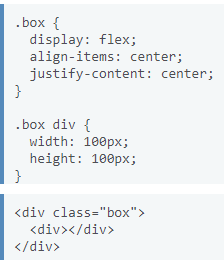 .box {
  display: flex;
  align-items: center;
  justify-content: center;
}

.box div {
  width: 100px;
  height: 100px;
}
<div class="box">
  <div></div>
</div>